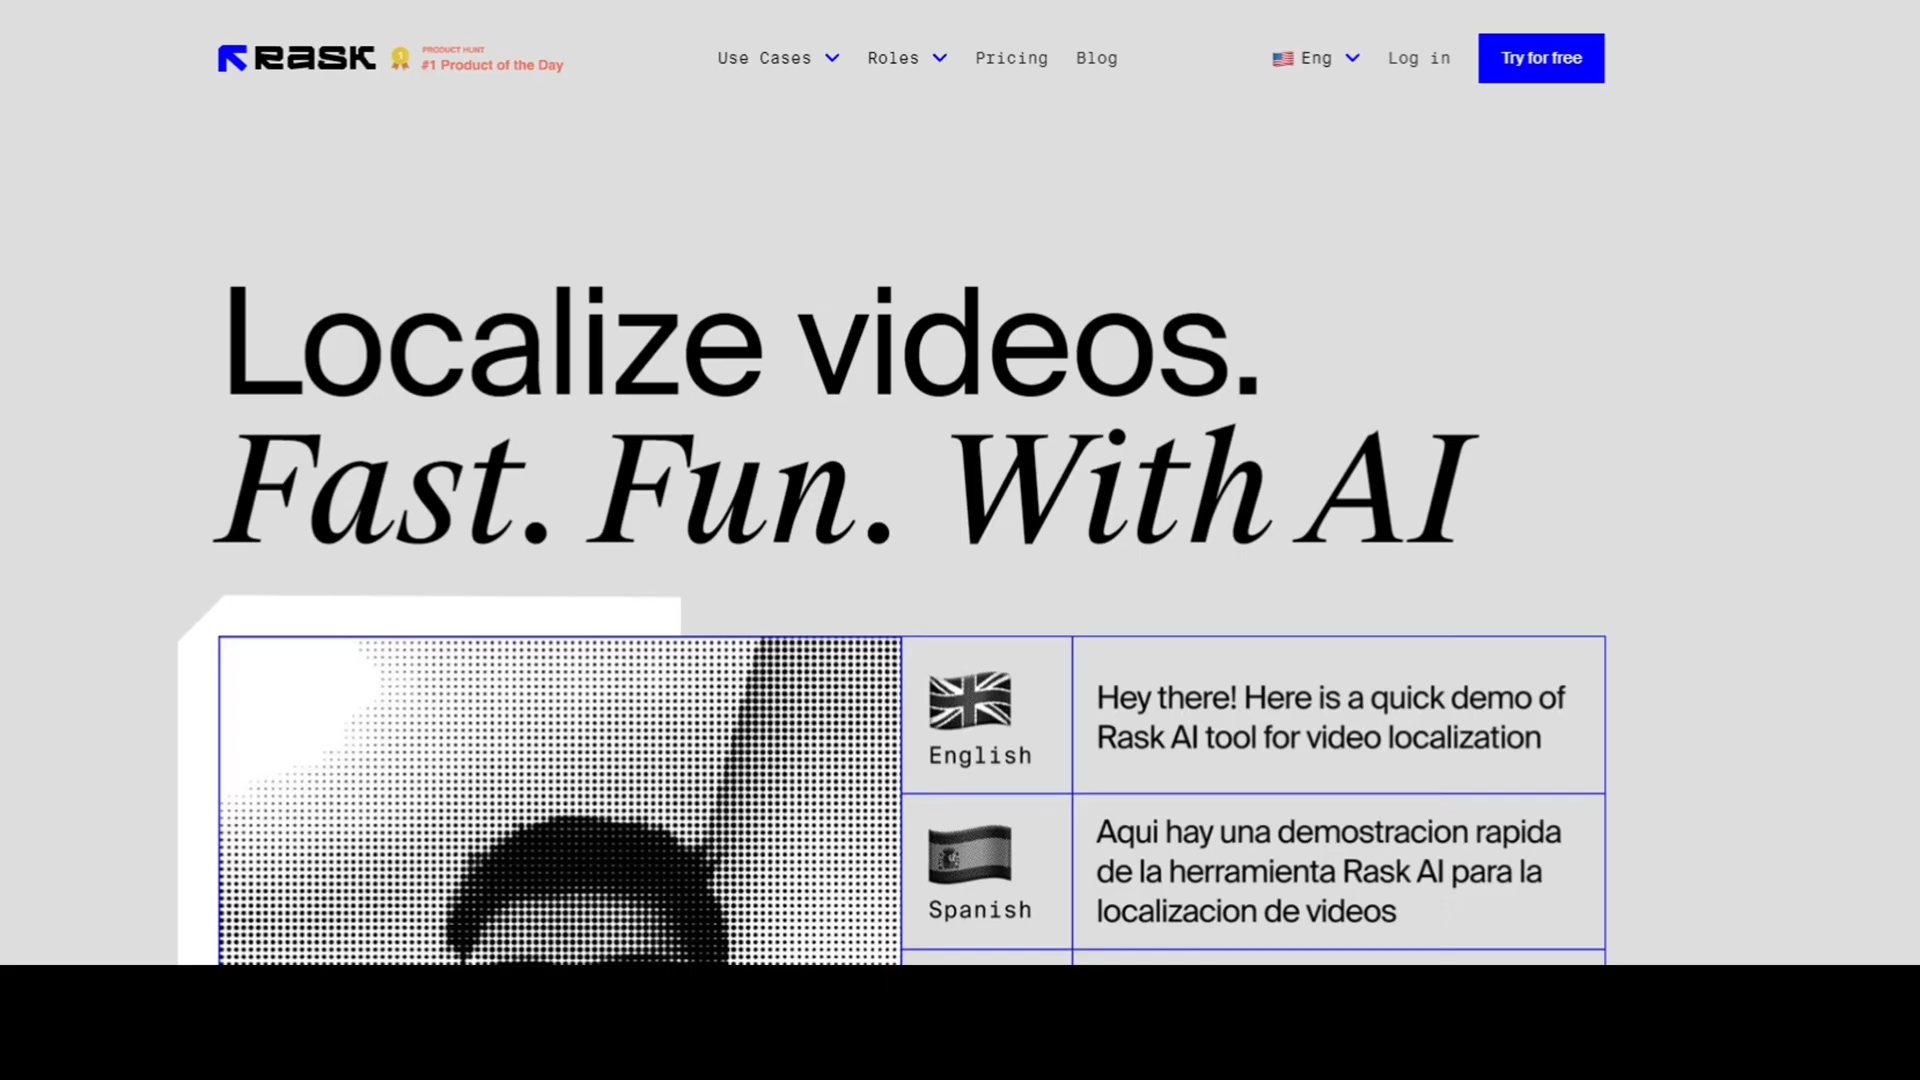 Rask
PRODUCT HUNT
#1 Product of the Day
1
Use Cases
Roles
Pricing
Blog
Eng
Log in
Try for free
Localize videos.
Fast. Fun. With AI
English
Hey there! Here is a quick demo of
Rask AI tool for video localization
Spanish
Aqui hay una demostracion rapida
de la herramienta Rask AI para la
localizacion de videos